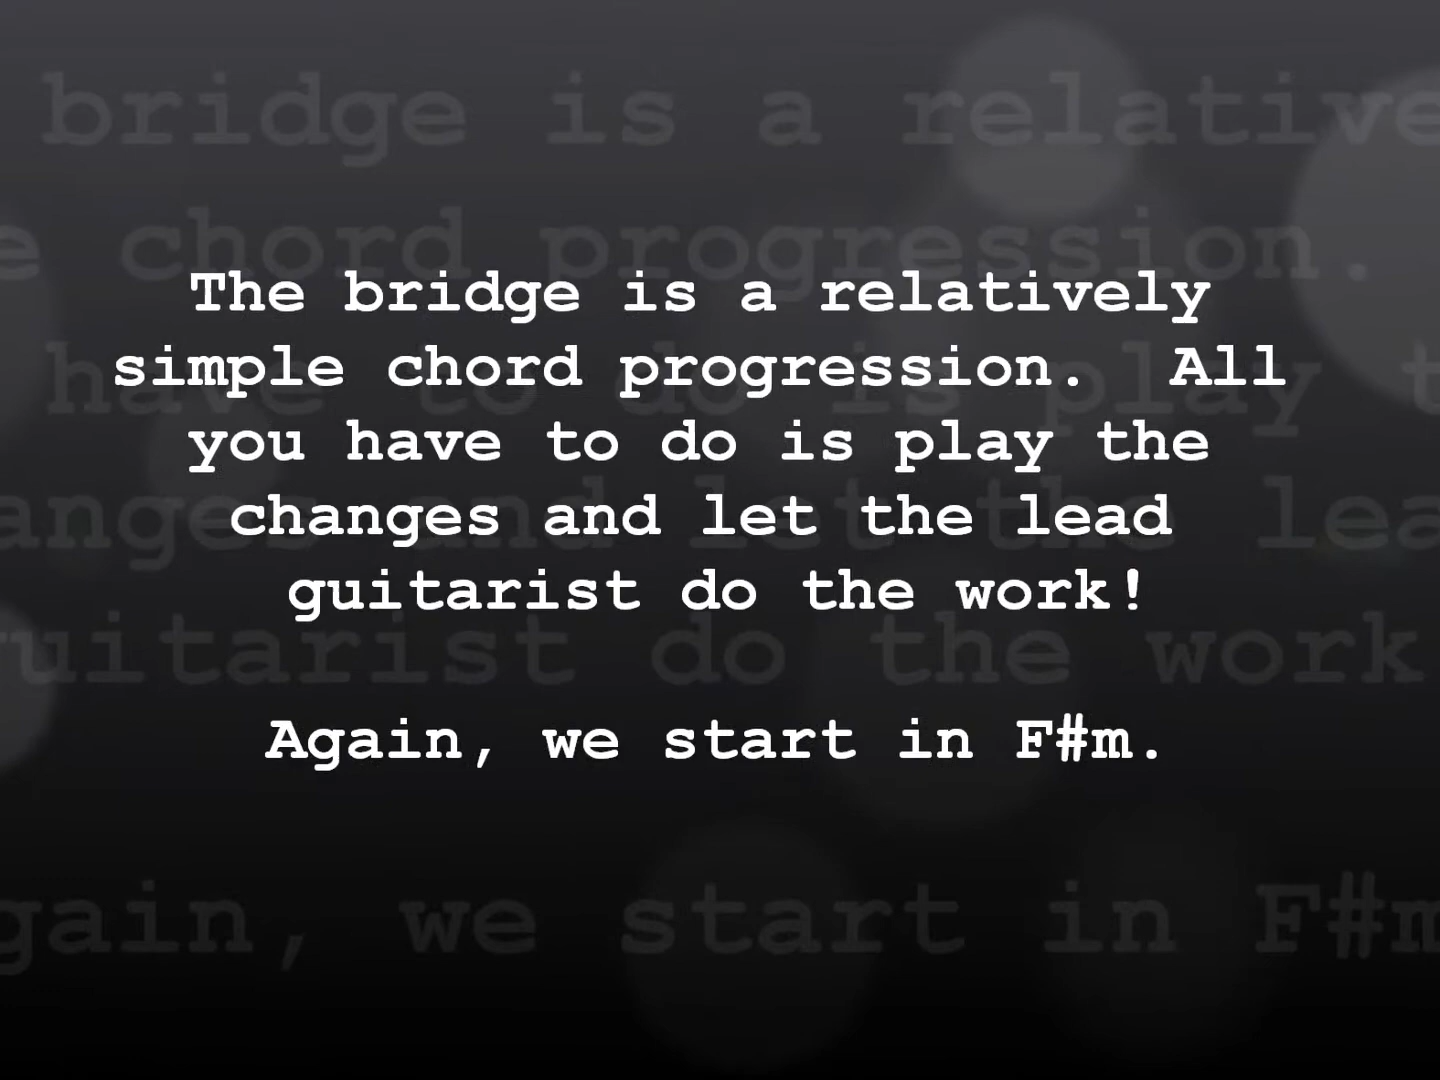 The bridge is a relatively
simple chord progression.  All
you have to do is play the
changes and let the lead
guitarist do the work!
Again, we start in F#m.